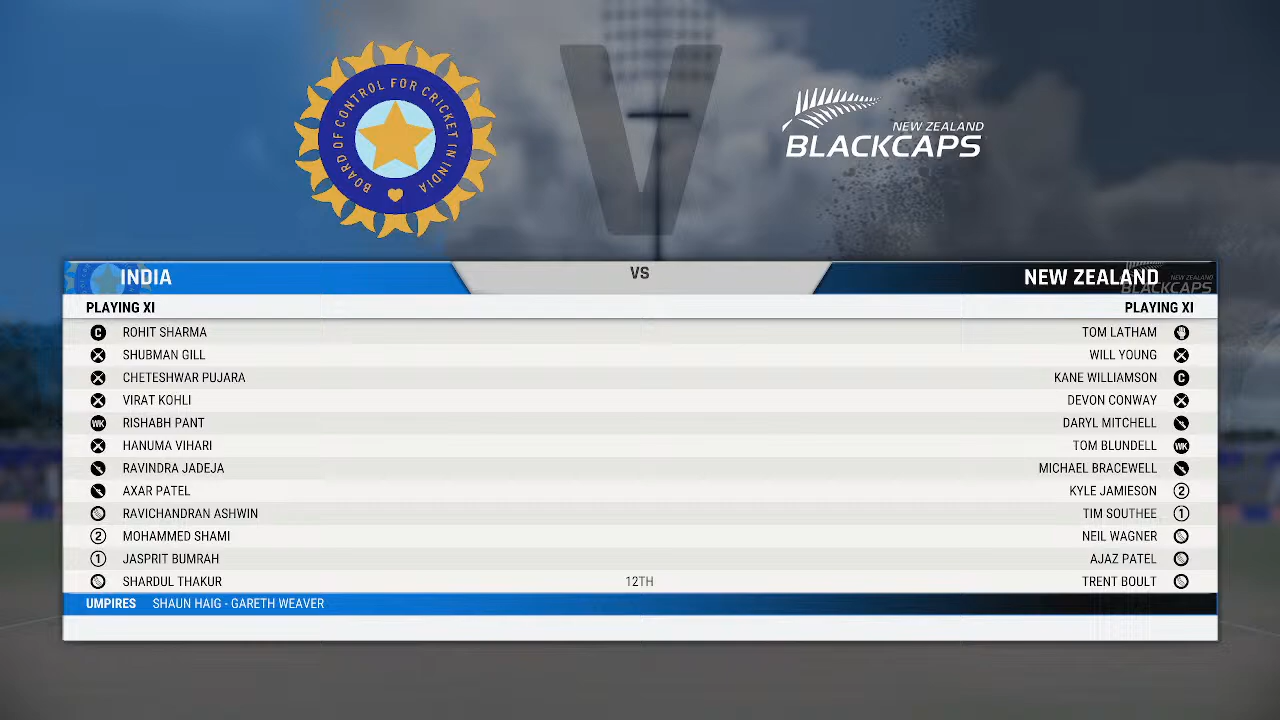 BOARD OF CONTROL FOR CRICKET IN INDIA
V
NEW ZEALAND
BLACKCAPS
INDIA VS NEW ZEALAND
BLACKCAPS
NEW ZEALAND
PLAYING XI PLAYING XI
C ROHIT SHARMA TOM LATHAM
SHUBMAN GILL WILL YOUNG
CHETESHWAR PUJARA KANE WILLIAMSON C
VIRAT KOHLI DEVON CONWAY
WK RISHABH PANT DARYL MITCHELL
HANUMA VIHARI TOM BLUNDELL WK
RAVINDRA JADEJA MICHAEL BRACEWELL
AXAR PATEL KYLE JAMIESON 2
RAVICHANDRAN ASHWIN TIM SOUTHEE 1
2 MOHAMMED SHAMI NEIL WAGNER
1 JASPRIT BUMRAH AJAZ PATEL
SHARDUL THAKUR 12TH TRENT BOULT
UMPIRES SHAUN HAIG - GARETH WEAVER